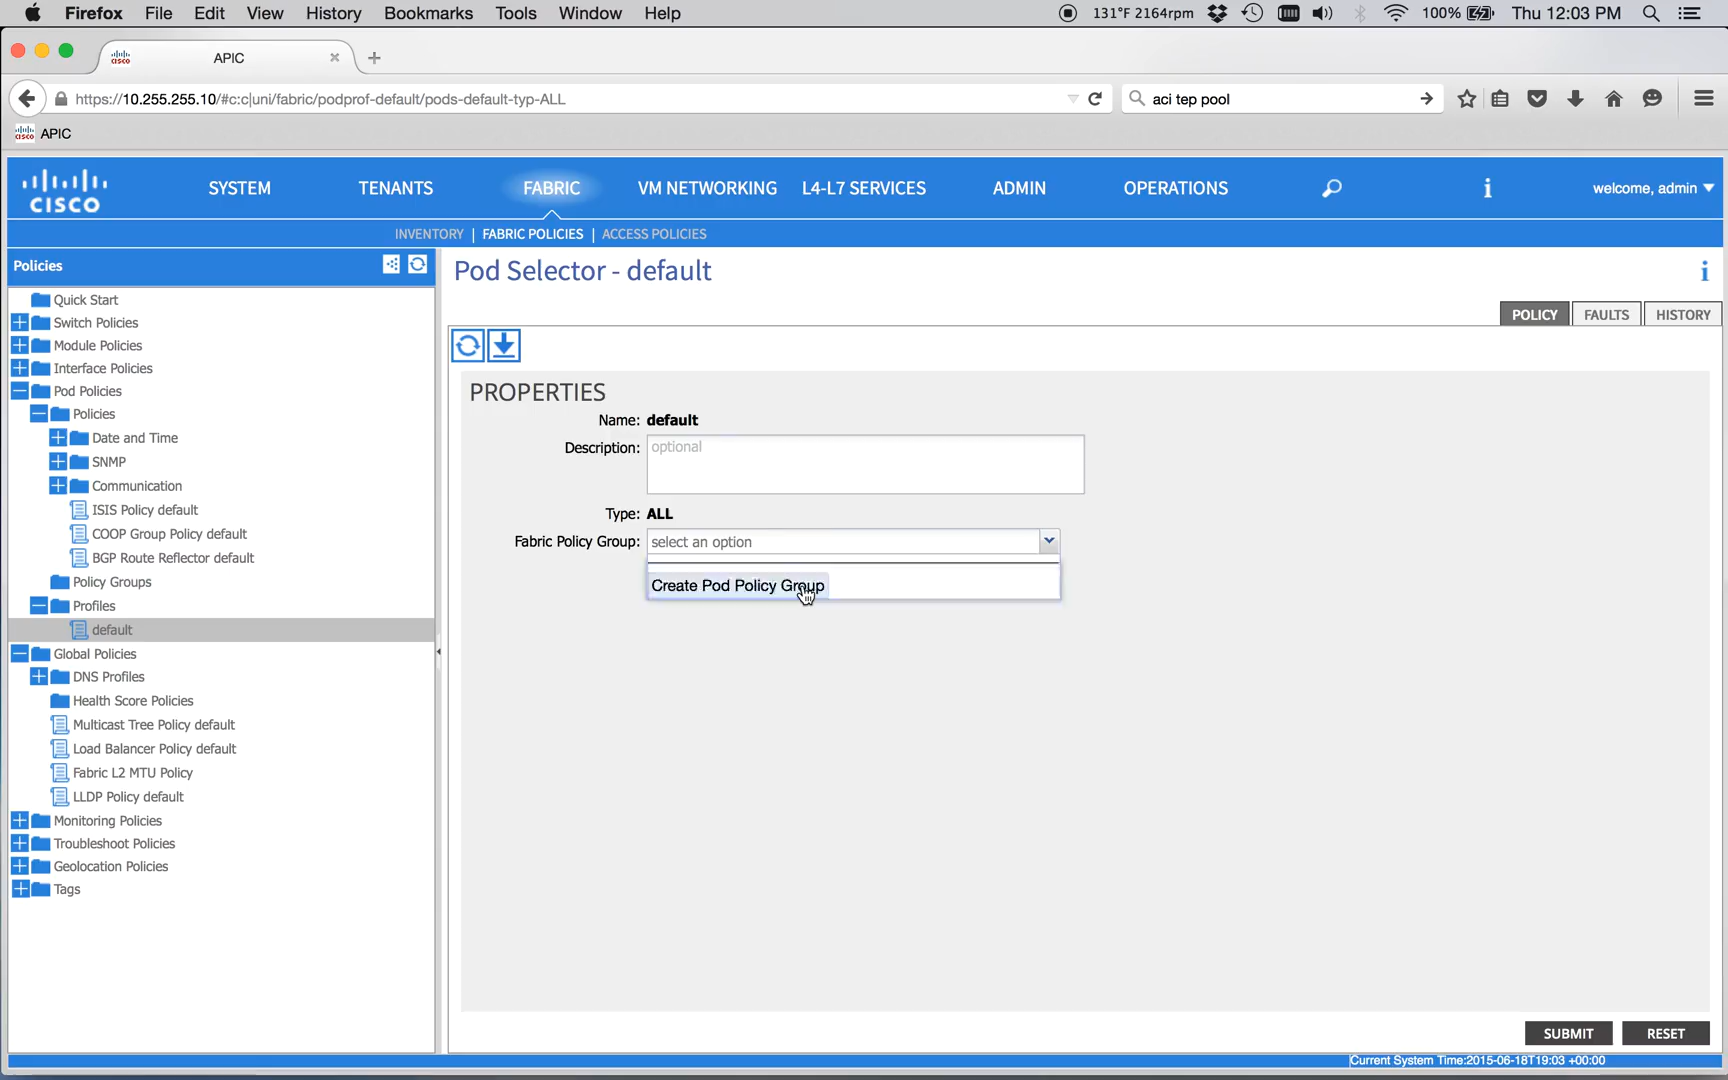 Firefox File Edit View History Bookmarks Tools Window Help 131°F 2164rpm 100% Thu 12:03 PM
APIC
https://10.255.255.10/#c:c|uni/fabric/podprof-default/pods-default-typ-ALL aci tep pool
APIC
CISCO SYSTEM TENANTS FABRIC VM NETWORKING L4-L7 SERVICES ADMIN OPERATIONS welcome, admin
INVENTORY | FABRIC POLICIES | ACCESS POLICIES
Policies
Quick Start
Switch Policies
Module Policies
Interface Policies
Pod Policies
Policies
Date and Time
SNMP
Communication
ISIS Policy default
COOP Group Policy default
BGP Route Reflector default
Policy Groups
Profiles
default
Global Policies
DNS Profiles
Health Score Policies
Multicast Tree Policy default
Load Balancer Policy default
Fabric L2 MTU Policy
LLDP Policy default
Monitoring Policies
Troubleshoot Policies
Geolocation Policies
Tags
Pod Selector - default
POLICY FAULTS HISTORY
PROPERTIES
Name: default
Description: optional
Type: ALL
Fabric Policy Group: select an option
Create Pod Policy Group
SUBMIT RESET
Current System Time:2015-06-18T19:03 +00:00